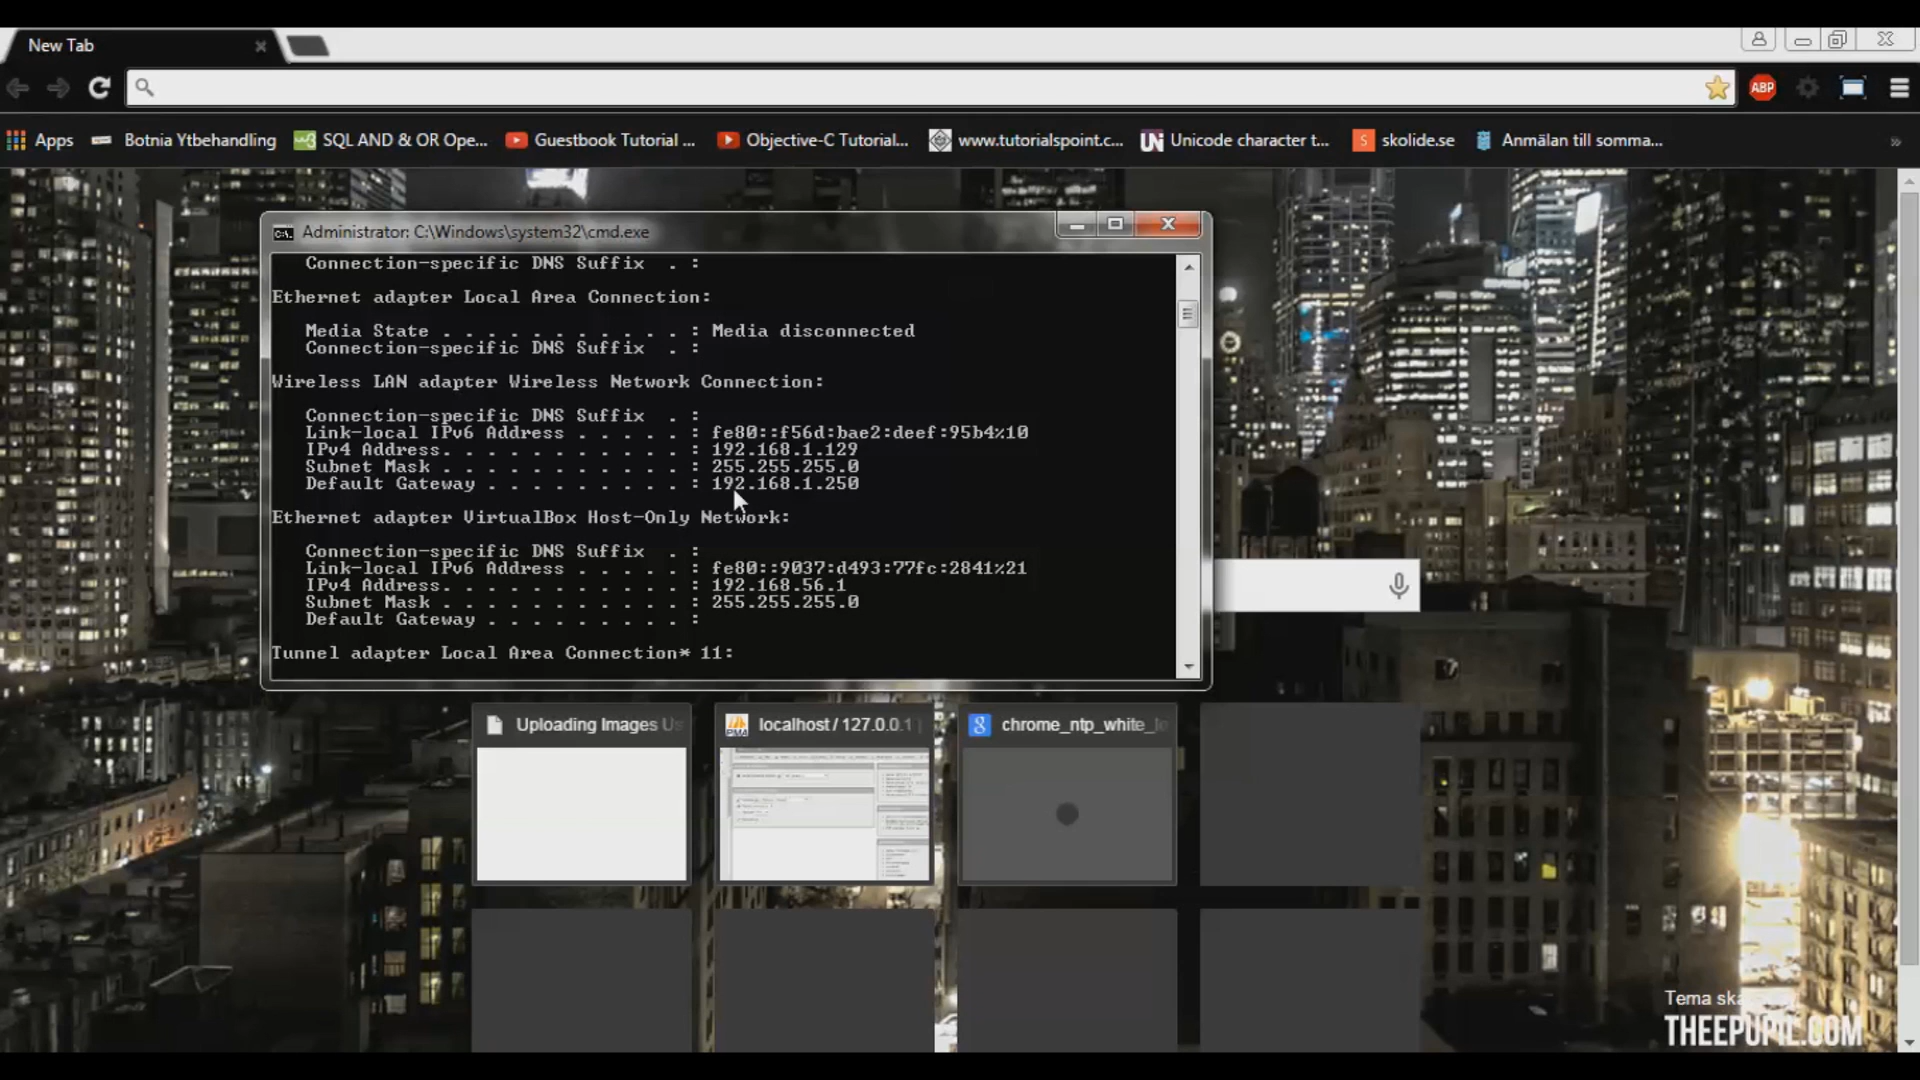 New Tab
Apps Botnia Ytbehandling SQL AND & OR Ope... Guestbook Tutorial ... Objective-C Tutorial... www.tutorialspoint.c... Unicode character t... skolide.se Anmälan till somma... »
ABP
Administrator: C:\Windows\system32\cmd.exe
Connection-specific DNS Suffix . :
Ethernet adapter Local Area Connection:
Media State . . . . . . . . . . . : Media disconnected
Connection-specific DNS Suffix . :
Wireless LAN adapter Wireless Network Connection:
Connection-specific DNS Suffix . :
Link-local IPv6 Address . . . . . : fe80::f56d:bae2:deef:95b4%10
IPv4 Address. . . . . . . . . . . : 192.168.1.129
Subnet Mask . . . . . . . . . . . : 255.255.255.0
Default Gateway . . . . . . . . . : 192.168.1.250
Ethernet adapter VirtualBox Host-Only Network:
Connection-specific DNS Suffix . :
Link-local IPv6 Address . . . . . : fe80::9037:d493:77fc:2841%21
IPv4 Address. . . . . . . . . . . : 192.168.56.1
Subnet Mask . . . . . . . . . . . : 255.255.255.0
Default Gateway . . . . . . . . . :
Tunnel adapter Local Area Connection* 11:
Uploading Images Us
localhost / 127.0.0.1 |
chrome_ntp_white_lo
Tema
THEEPUPIL.COM